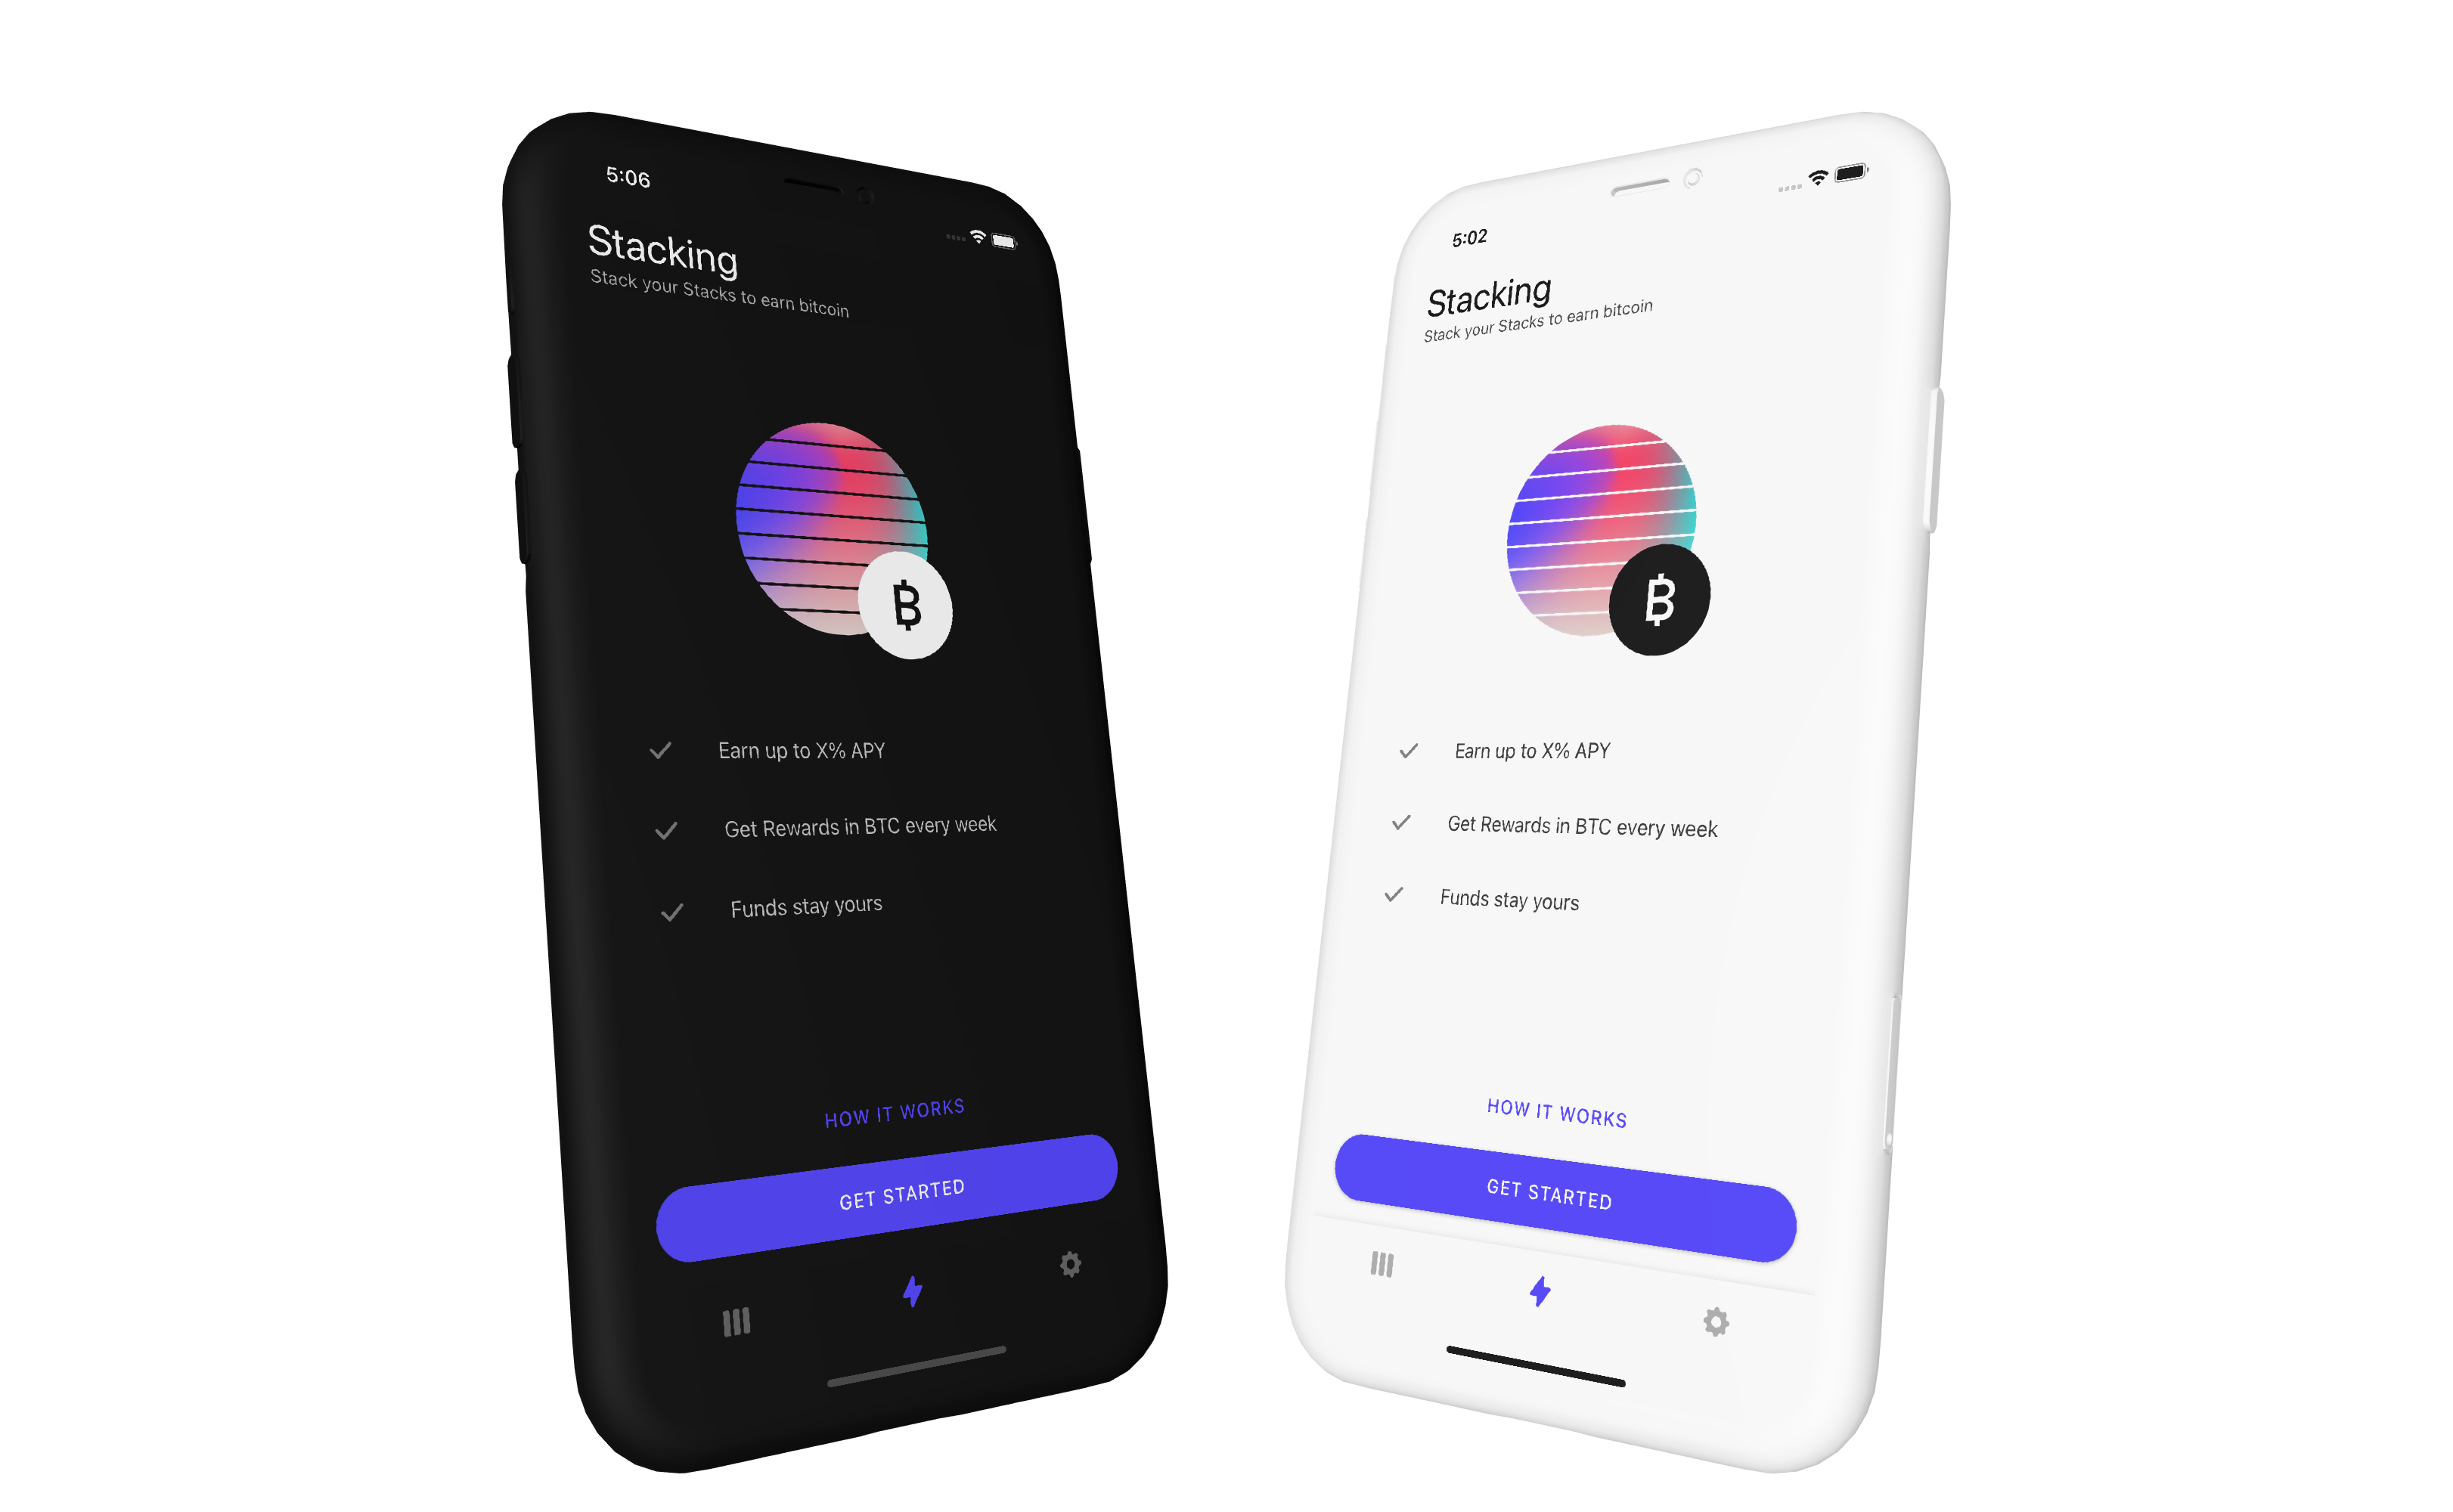 5:06
Stacking
Stack your Stacks to earn bitcoin
₿
Earn up to X% APY
Get Rewards in BTC every week
Funds stay yours
HOW IT WORKS
GET STARTED
5:02
Stacking
Stack your Stacks to earn bitcoin
₿
Earn up to X% APY
Get Rewards in BTC every week
Funds stay yours
HOW IT WORKS
GET STARTED